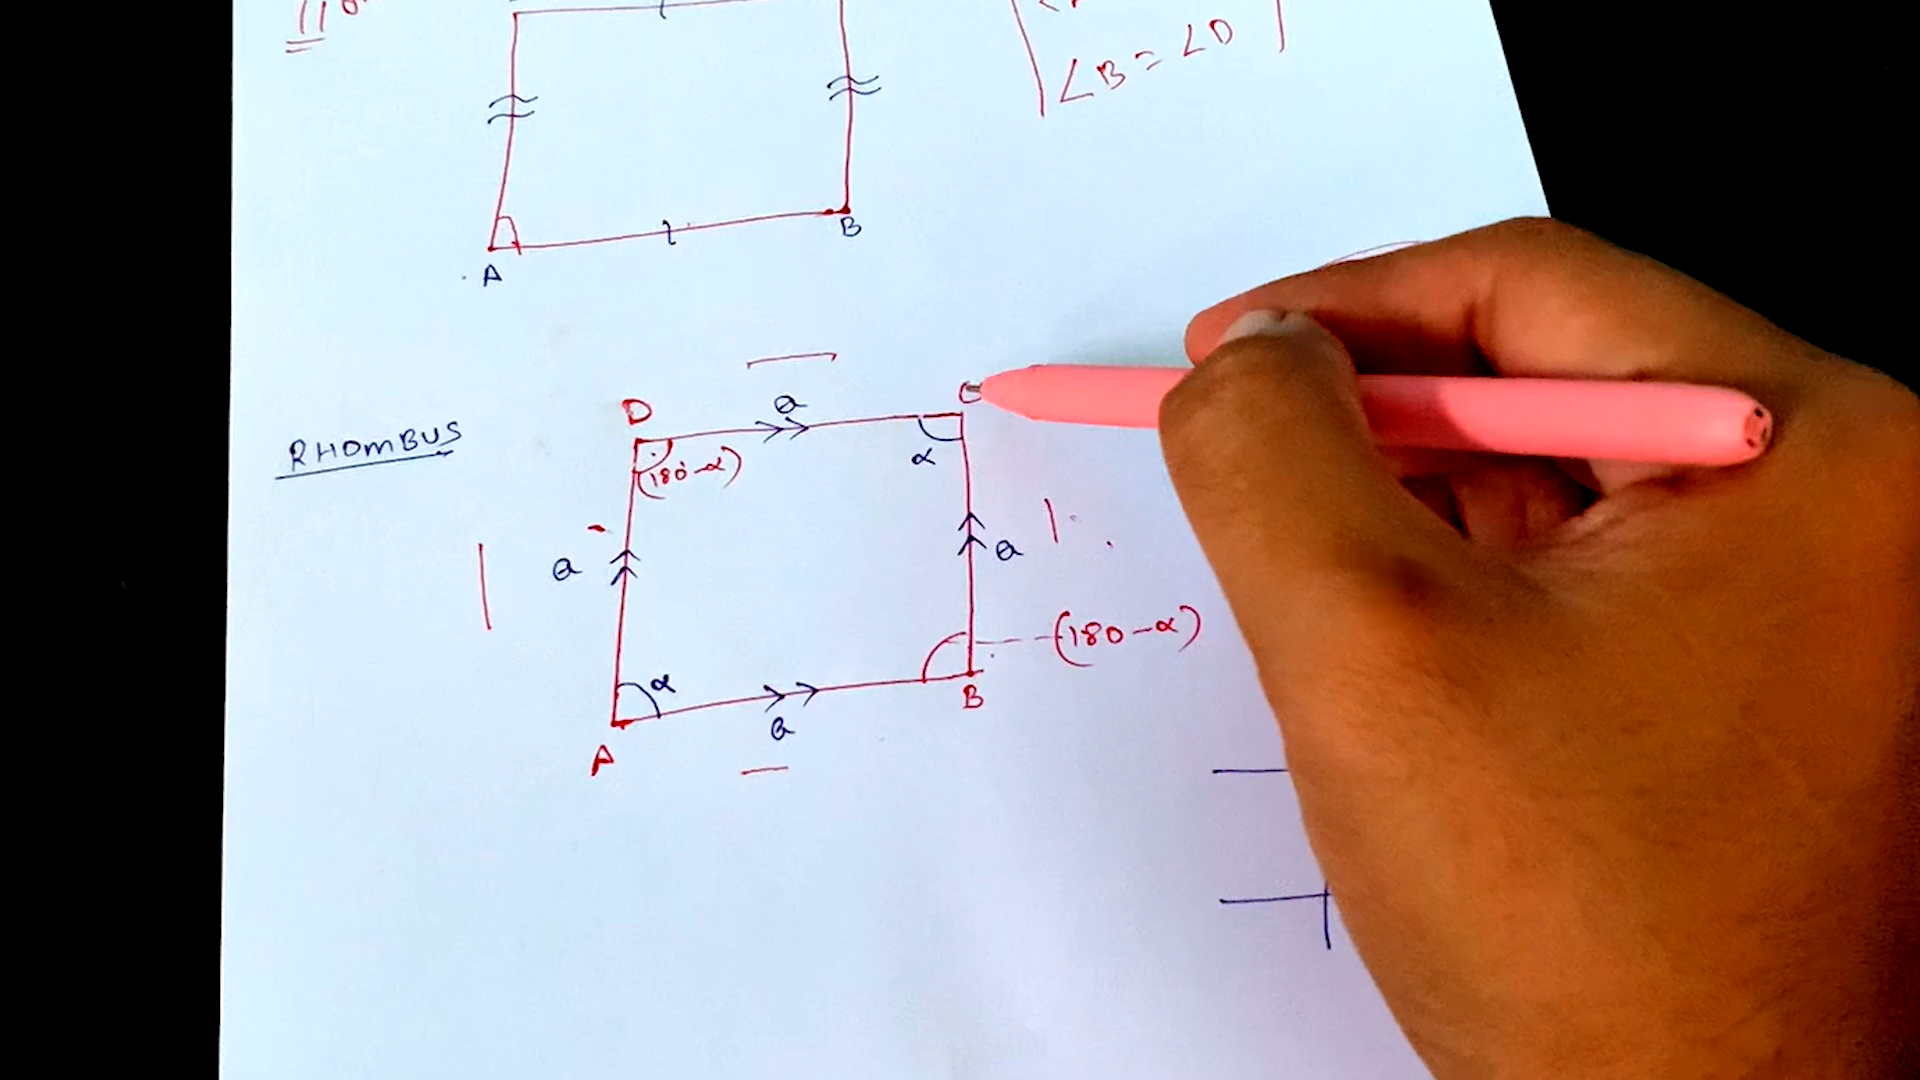 ∠B = ∠D
B
A
RHOMBUS
D
a
C
(180-α)
α
a
a
(180-α)
α
B
a
A